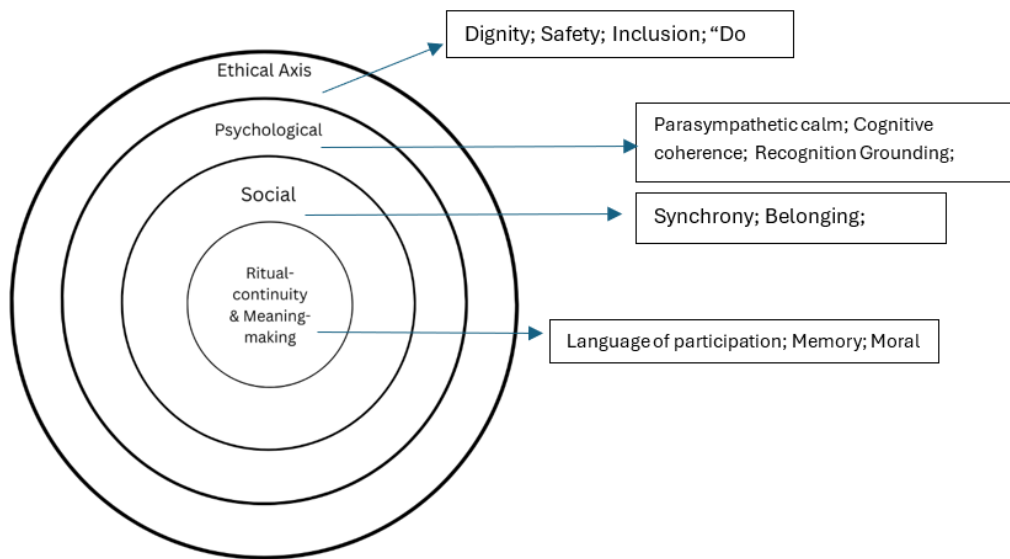 Dignity; Safety; Inclusion; “Do
Ethical Axis
Psychological
Parasympathetic calm; Cognitive
coherence; Recognition Grounding;
Social
Synchrony; Belonging;
Ritual-
continuity
& Meaning-
making
Language of participation; Memory; Moral